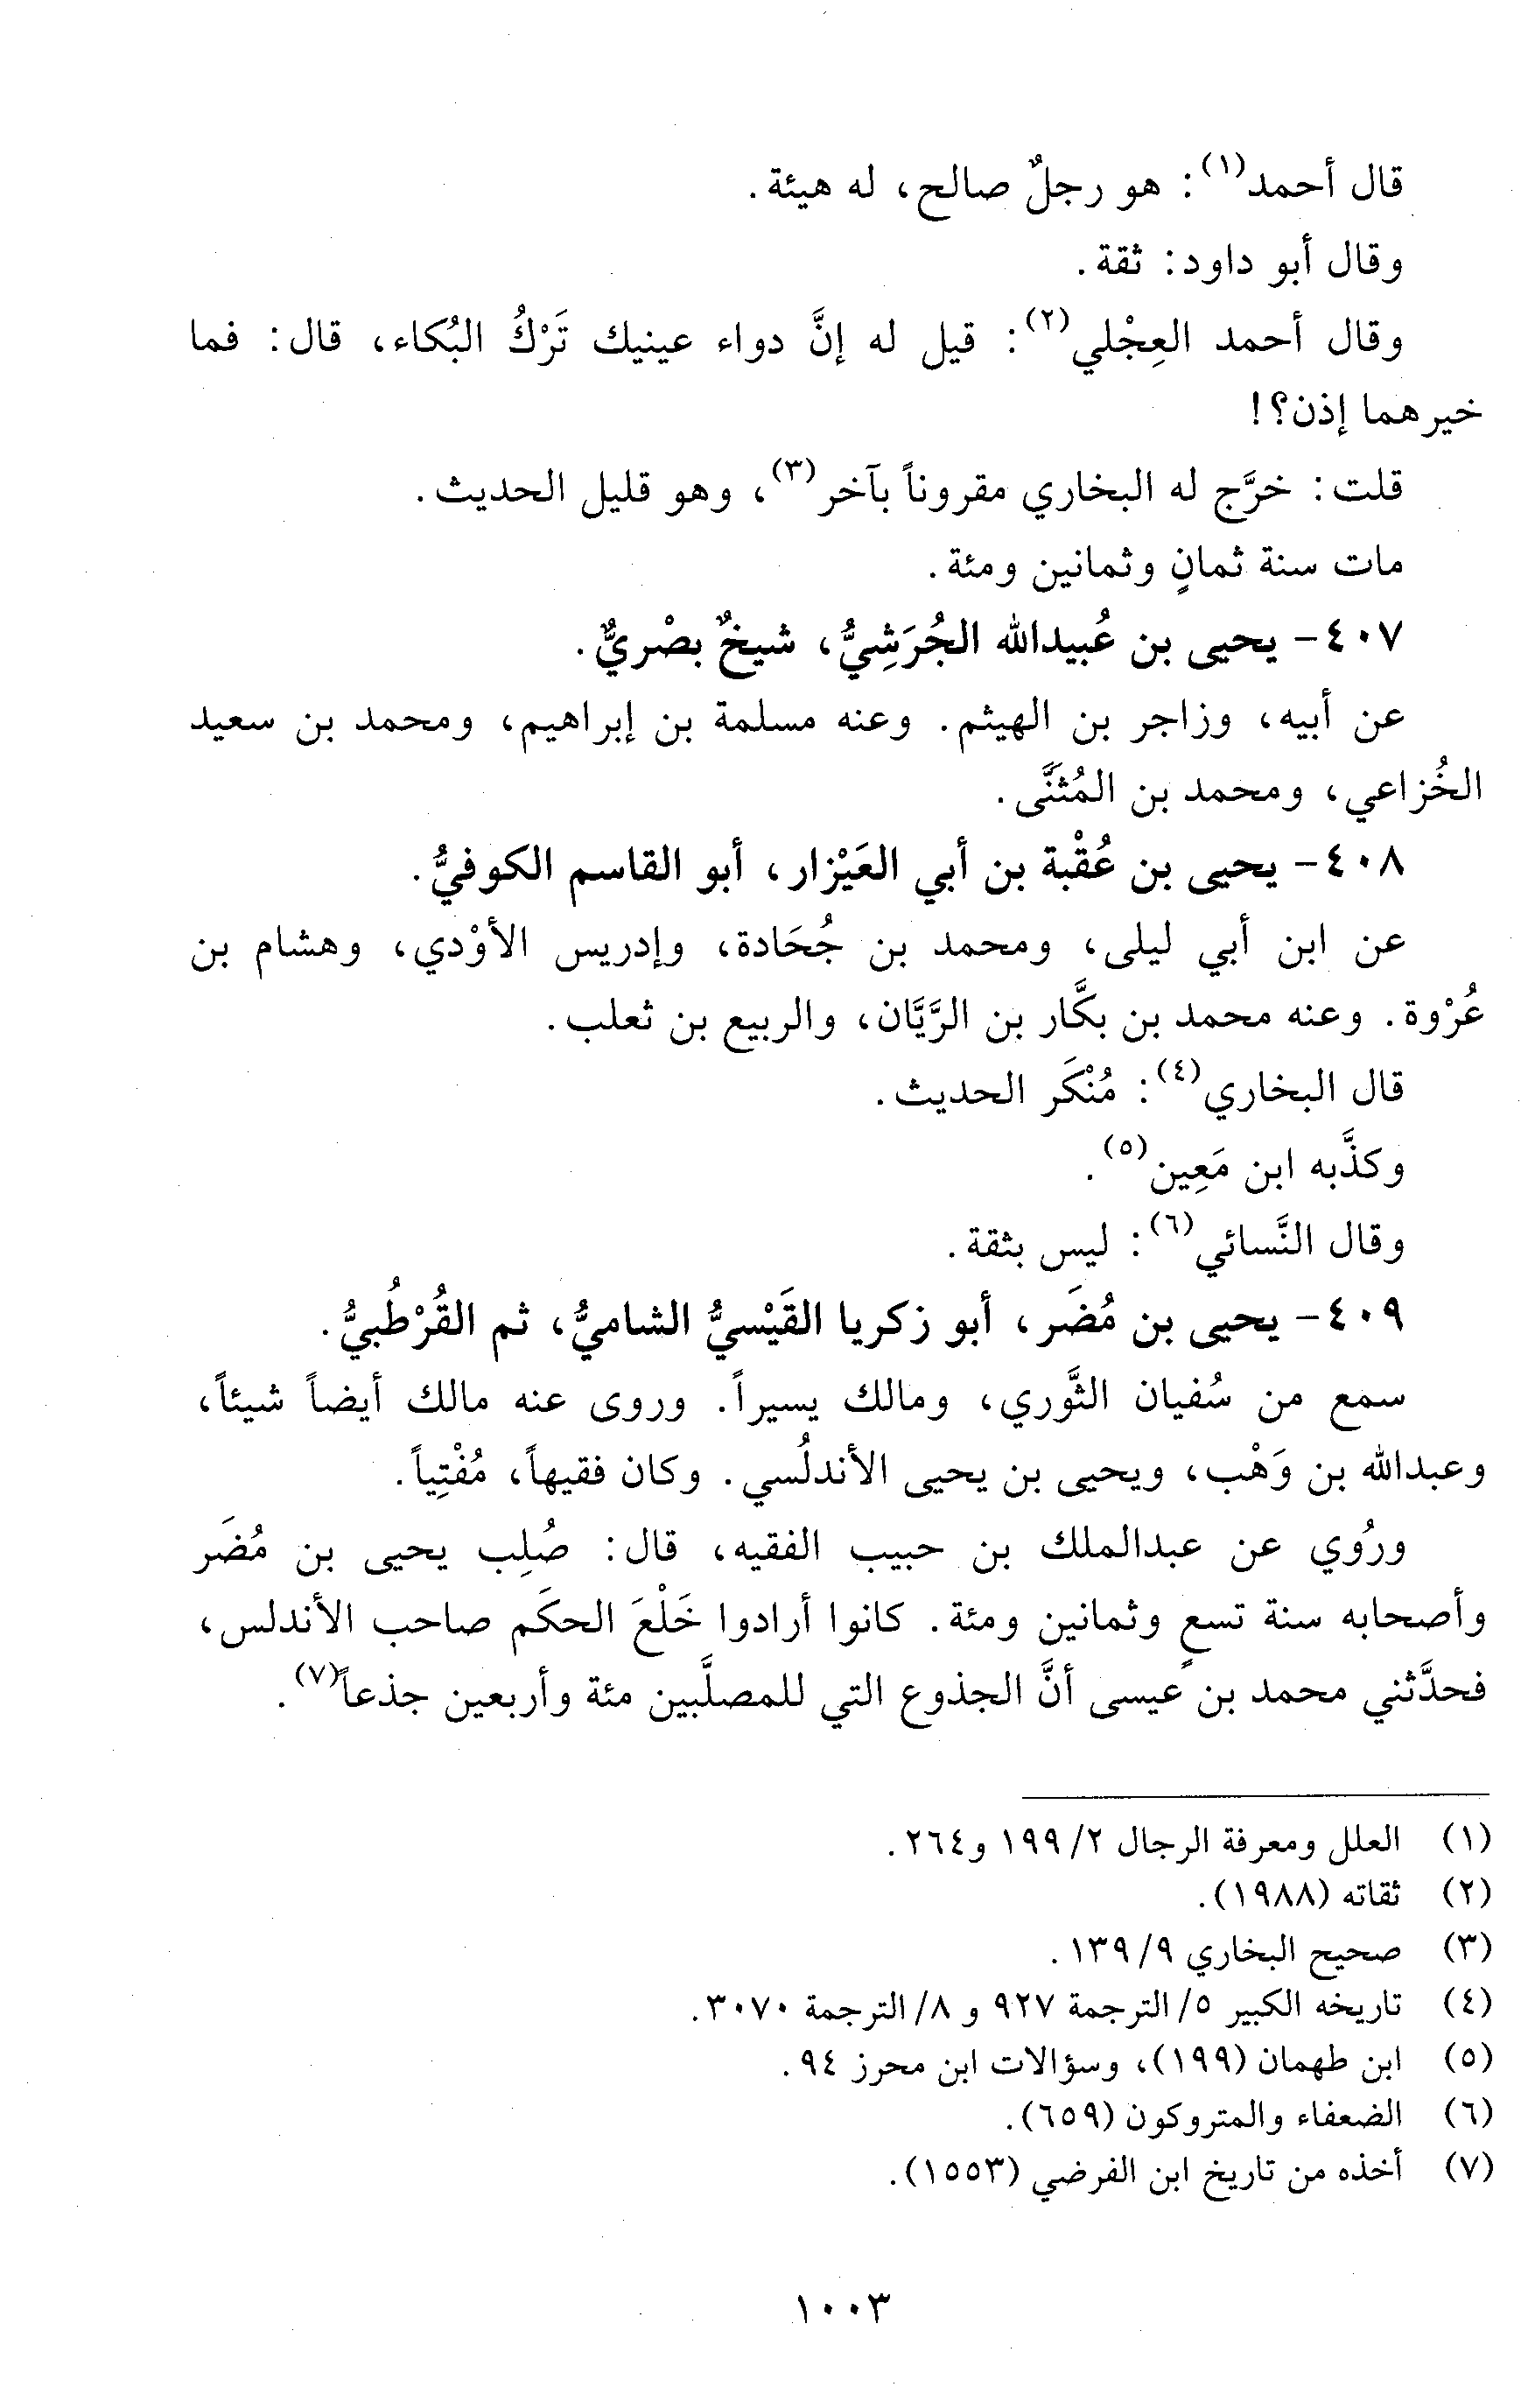 قال أحمد(١): هو رجلٌ صالح، له هيئة.
وقال أبو داود: ثقة.
وقال أحمد العِجْلي(٢): قيل له إنَّ دواء عينيك تَرْكُ البُكاء، قال: فما
خيرهما إذن؟!
قلت: خرَّج له البخاري مقروناً بآخر(٣)، وهو قليل الحديث.
مات سنة ثمانٍ وثمانين ومئة.
٤٠٧- يحيى بن عُبيدالله الجُرَشِيُّ، شيخٌ بصْريٌّ.
عن أبيه، وزاجر بن الهيثم. وعنه مسلمة بن إبراهيم، ومحمد بن سعيد
الخُزاعي، ومحمد بن المُثنَّى.
٤٠٨- يحيى بن عُقْبة بن أبي العَيْزار، أبو القاسم الكوفيُّ.
عن ابن أبي ليلى، ومحمد بن جُحَادة، وإدريس الأوْدي، وهشام بن
عُرْوة. وعنه محمد بن بكَّار بن الرَّيَّان، والربيع بن ثعلب.
قال البخاري(٤): مُنْكَر الحديث.
وكذَّبه ابن مَعِين(٥).
وقال النَّسائي(٦): ليس بثقة.
٤٠٩- يحيى بن مُضَر، أبو زكريا القَيْسيُّ الشاميُّ، ثم القُرْطُبيُّ.
سمع من سُفيان الثَّوري، ومالك يسيراً. وروى عنه مالك أيضاً شيئاً،
وعبدالله بن وَهْب، ويحيى بن يحيى الأندلُسي. وكان فقيهاً، مُفْتِياً.
ورُوي عن عبدالملك بن حبيب الفقيه، قال: صُلِب يحيى بن مُضَر
وأصحابه سنة تسعٍ وثمانين ومئة. كانوا أرادوا خَلْعَ الحكَم صاحب الأندلس،
فحدَّثني محمد بن عيسى أنَّ الجذوع التي للمصلَّبين مئة وأربعين جذعاً(٧).
(١) العلل ومعرفة الرجال ٢/ ١٩٩ و٢٦٤.
(٢) ثقاته (١٩٨٨).
(٣) صحيح البخاري ٩/ ١٣٩.
(٤) تاريخه الكبير ٥/ الترجمة ٩٢٧ و ٨/ الترجمة ٣٠٧٠.
(٥) ابن طهمان (١٩٩)، وسؤالات ابن محرز ٩٤.
(٦) الضعفاء والمتروكون (٦٥٩).
(٧) أخذه من تاريخ ابن الفرضي (١٥٥٣).
١٠٠٣